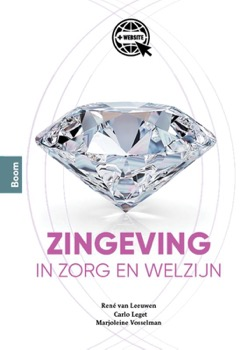 + WEBSITE
Boom
ZINGEVING
IN ZORG EN WELZIJN
René van Leeuwen
Carlo Leget
Marjoleine Vosselman